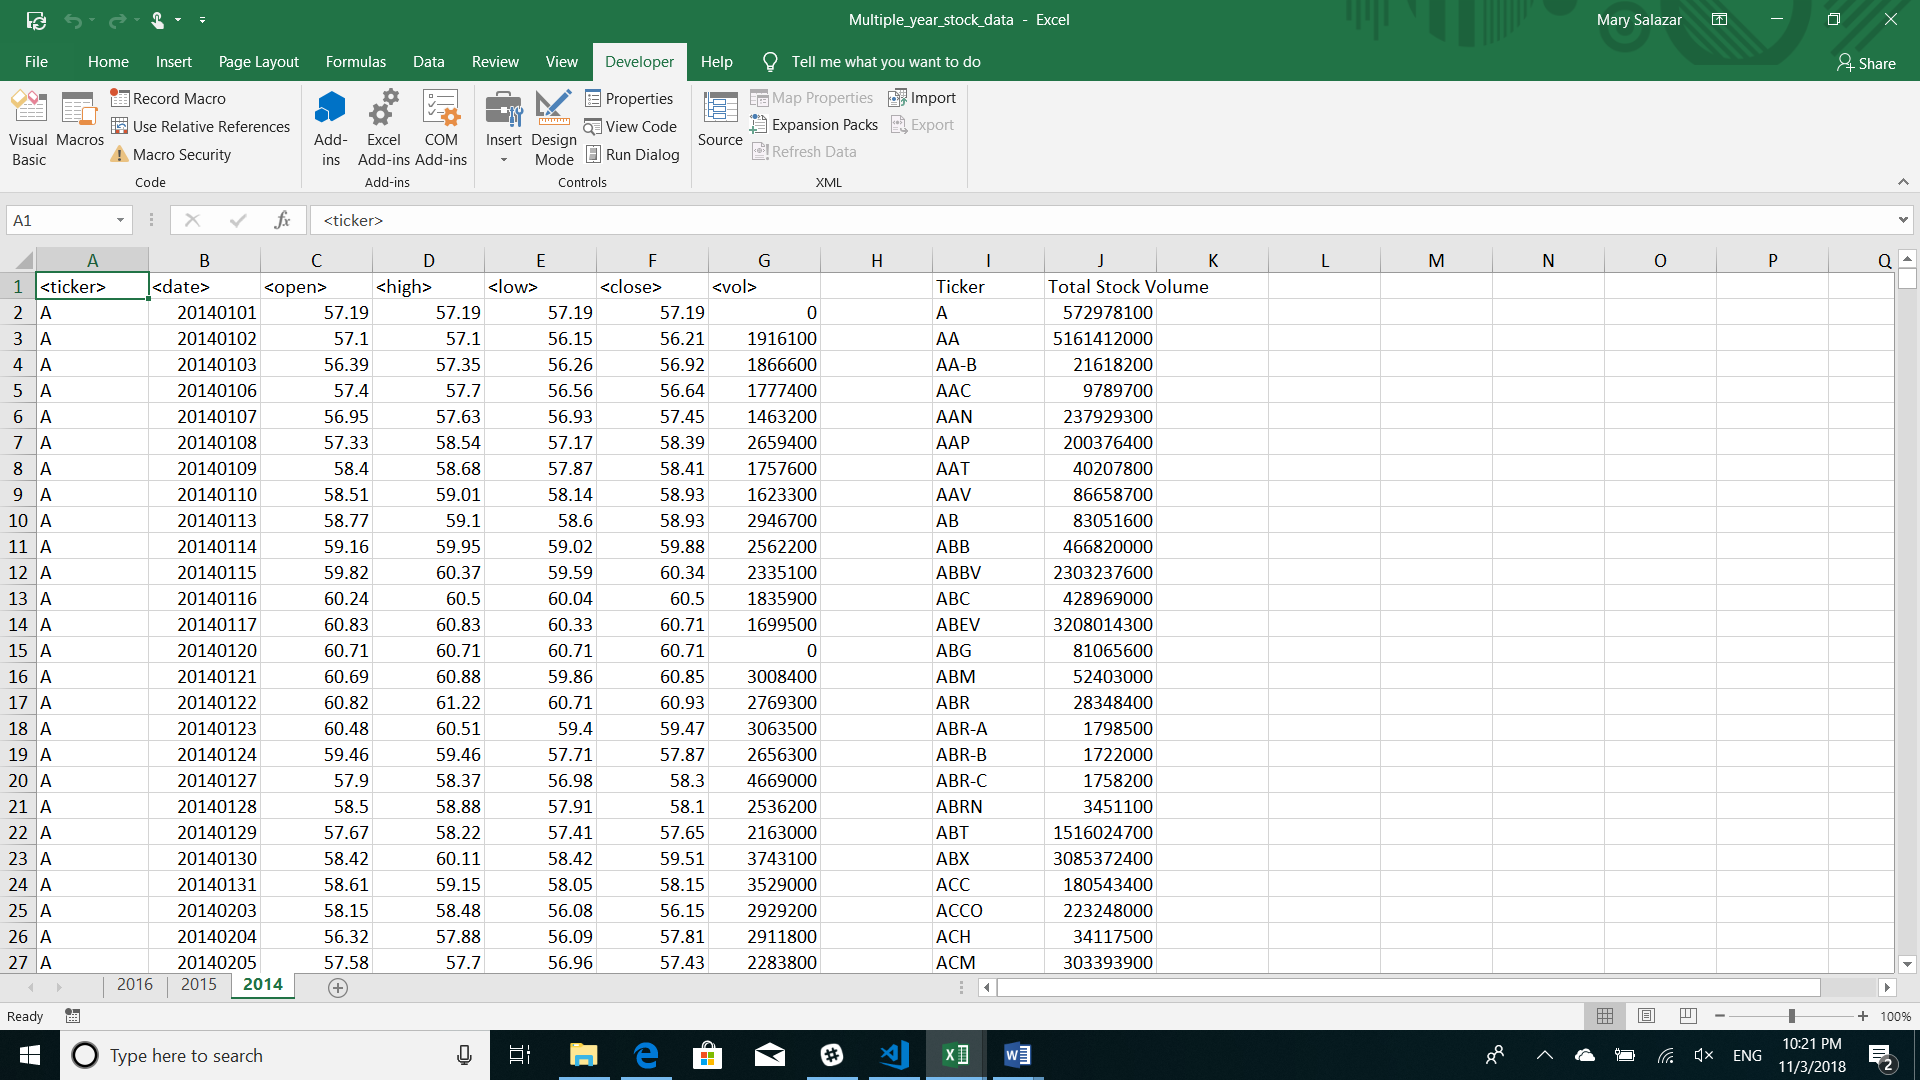 Multiple_year_stock_data - Excel
Mary Salazar
File Home Insert Page Layout Formulas Data Review View Developer Help Tell me what you want to do Share
Visual Basic
Macros
Record Macro
Use Relative References
Macro Security
Code
Add-ins
Excel Add-ins
COM Add-ins
Add-ins
Insert
Design Mode
Properties
View Code
Run Dialog
Controls
Source
Map Properties
Expansion Packs
Refresh Data
Import
Export
XML
A1 fx <ticker>
A B C D E F G H I J K L M N O P Q
1 <ticker> <date> <open> <high> <low> <close> <vol> Ticker Total Stock Volume
2 A 20140101 57.19 57.19 57.19 57.19 0 A 572978100
3 A 20140102 57.1 57.1 56.15 56.21 1916100 AA 5161412000
4 A 20140103 56.39 57.35 56.26 56.92 1866600 AA-B 21618200
5 A 20140106 57.4 57.7 56.56 56.64 1777400 AAC 9789700
6 A 20140107 56.95 57.63 56.93 57.45 1463200 AAN 237929300
7 A 20140108 57.33 58.54 57.17 58.39 2659400 AAP 200376400
8 A 20140109 58.4 58.68 57.87 58.41 1757600 AAT 40207800
9 A 20140110 58.51 59.01 58.14 58.93 1623300 AAV 86658700
10 A 20140113 58.77 59.1 58.6 58.93 2946700 AB 83051600
11 A 20140114 59.16 59.95 59.02 59.88 2562200 ABB 466820000
12 A 20140115 59.82 60.37 59.59 60.34 2335100 ABBV 2303237600
13 A 20140116 60.24 60.5 60.04 60.5 1835900 ABC 428969000
14 A 20140117 60.83 60.83 60.33 60.71 1699500 ABEV 3208014300
15 A 20140120 60.71 60.71 60.71 60.71 0 ABG 81065600
16 A 20140121 60.69 60.88 59.86 60.85 3008400 ABM 52403000
17 A 20140122 60.82 61.22 60.71 60.93 2769300 ABR 28348400
18 A 20140123 60.48 60.51 59.4 59.47 3063500 ABR-A 1798500
19 A 20140124 59.46 59.46 57.71 57.87 2656300 ABR-B 1722000
20 A 20140127 57.9 58.37 56.98 58.3 4669000 ABR-C 1758200
21 A 20140128 58.5 58.88 57.91 58.1 2536200 ABRN 3451100
22 A 20140129 57.67 58.22 57.41 57.65 2163000 ABT 1516024700
23 A 20140130 58.42 60.11 58.42 59.51 3743100 ABX 3085372400
24 A 20140131 58.61 59.15 58.05 58.15 3529000 ACC 180543400
25 A 20140203 58.15 58.48 56.08 56.15 2929200 ACCO 223248000
26 A 20140204 56.32 57.88 56.09 57.81 2911800 ACH 34117500
27 A 20140205 57.58 57.7 56.96 57.43 2283800 ACM 303393900
2016 2015 2014
Ready 100%
Type here to search
ENG
10:21 PM
11/3/2018
2